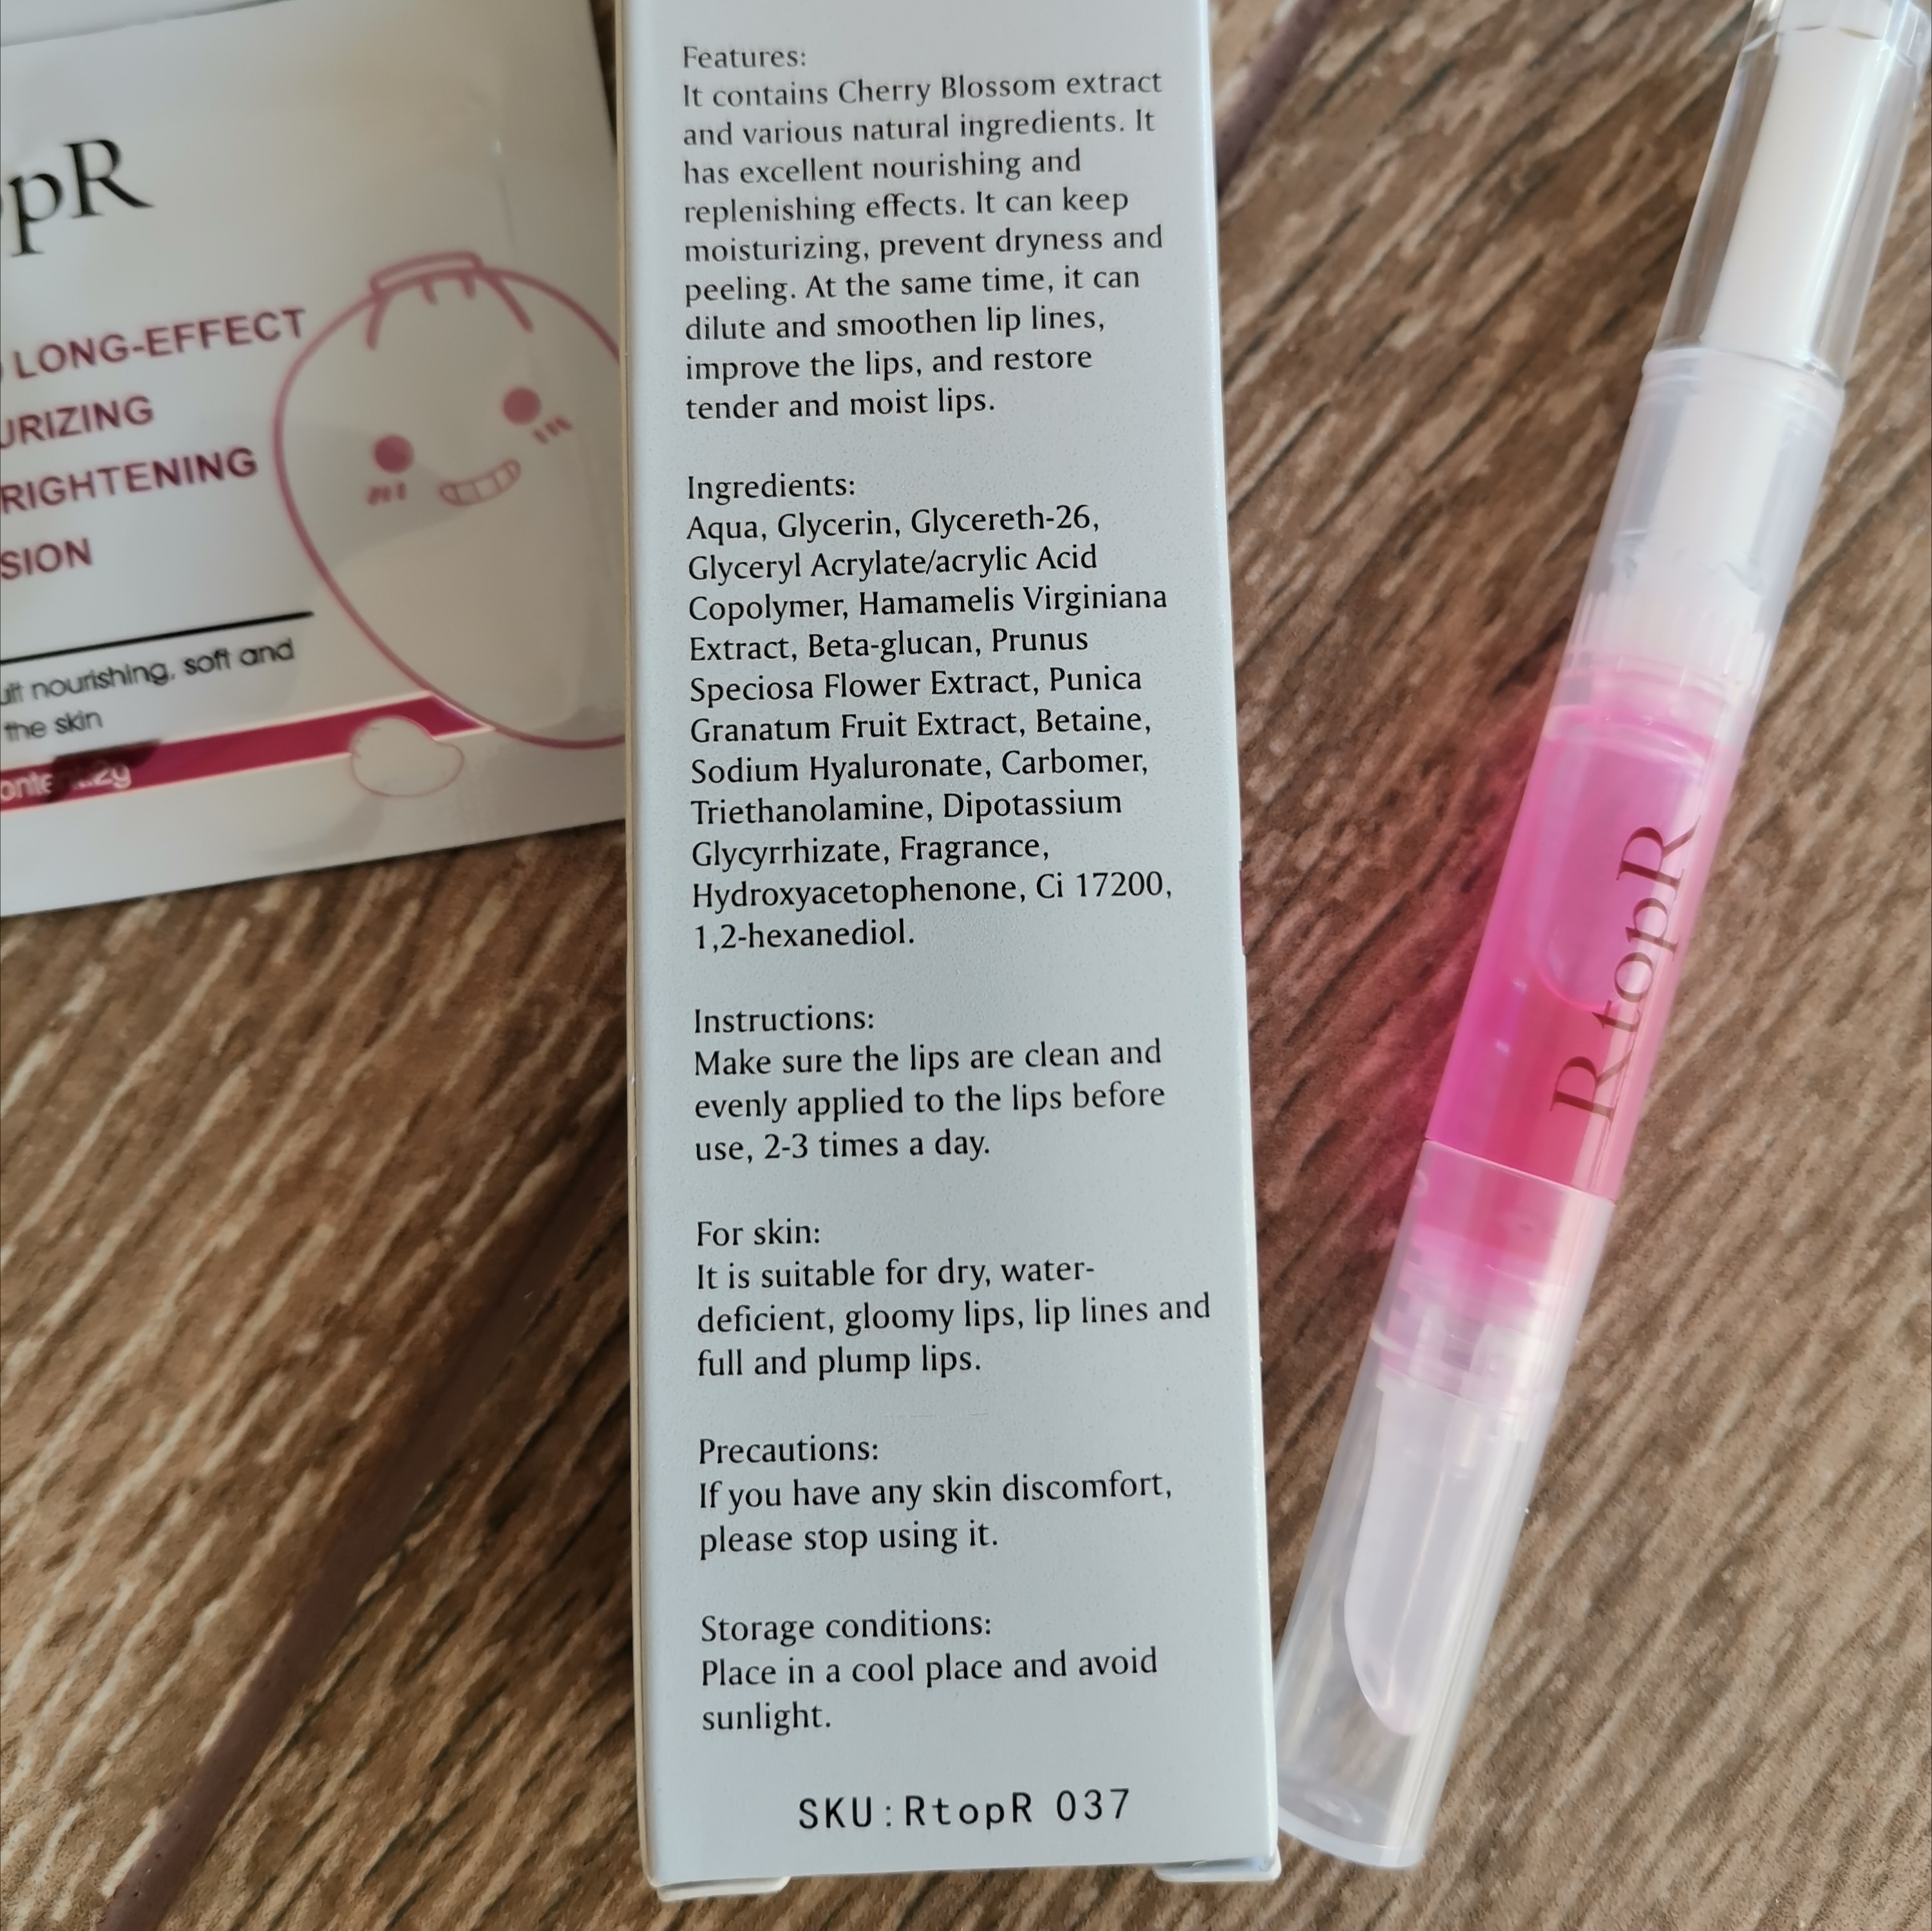 Features:
It contains Cherry Blossom extract
and various natural ingredients. It
has excellent nourishing and
replenishing effects. It can keep
moisturizing, prevent dryness and
peeling. At the same time, it can
dilute and smoothen lip lines,
improve the lips, and restore
tender and moist lips.
Ingredients:
Aqua, Glycerin, Glycereth-26,
Glyceryl Acrylate/acrylic Acid
Copolymer, Hamamelis Virginiana
Extract, Beta-glucan, Prunus
Speciosa Flower Extract, Punica
Granatum Fruit Extract, Betaine,
Sodium Hyaluronate, Carbomer,
Triethanolamine, Dipotassium
Glycyrrhizate, Fragrance,
Hydroxyacetophenone, Ci 17200,
1,2-hexanediol.
Instructions:
Make sure the lips are clean and
evenly applied to the lips before
use, 2-3 times a day.
For skin:
It is suitable for dry, water-
deficient, gloomy lips, lip lines and
full and plump lips.
Precautions:
If you have any skin discomfort,
please stop using it.
Storage conditions:
Place in a cool place and avoid
sunlight.
SKU:RtopR 037
opR
LONG-EFFECT
URIZING
RIGHTENING
SION
nourishing, soft and
the skin
2g
RtopR